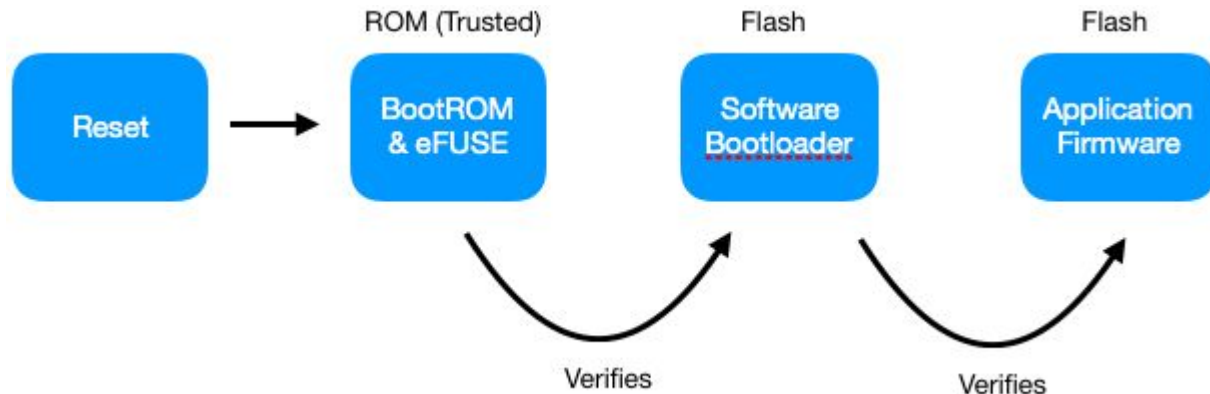 ROM (Trusted)
Flash
Flash
Reset
BootROM
& eFUSE
Software
Bootloader
Application
Firmware
Verifies
Verifies